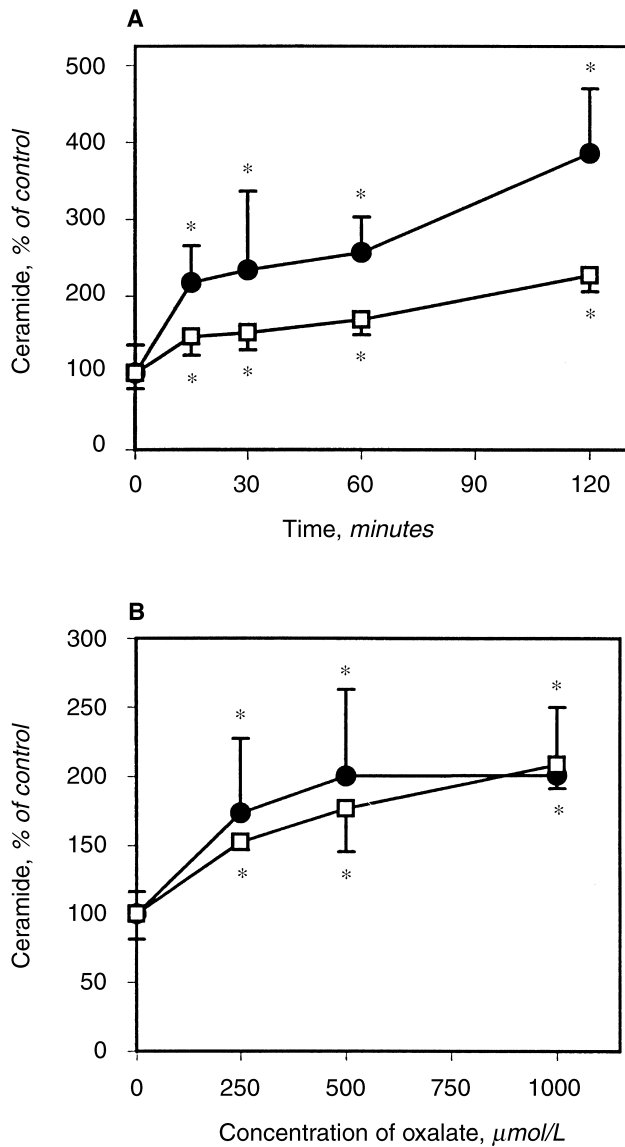 A
500
400
300
200
100
0
Ceramide, % of control
* * * *
* * * *
0 30 60 90 120
Time, minutes
B
300
250
200
150
100
50
0
Ceramide, % of control
* * *
* * *
0 250 500 750 1000
Concentration of oxalate, μmol/L